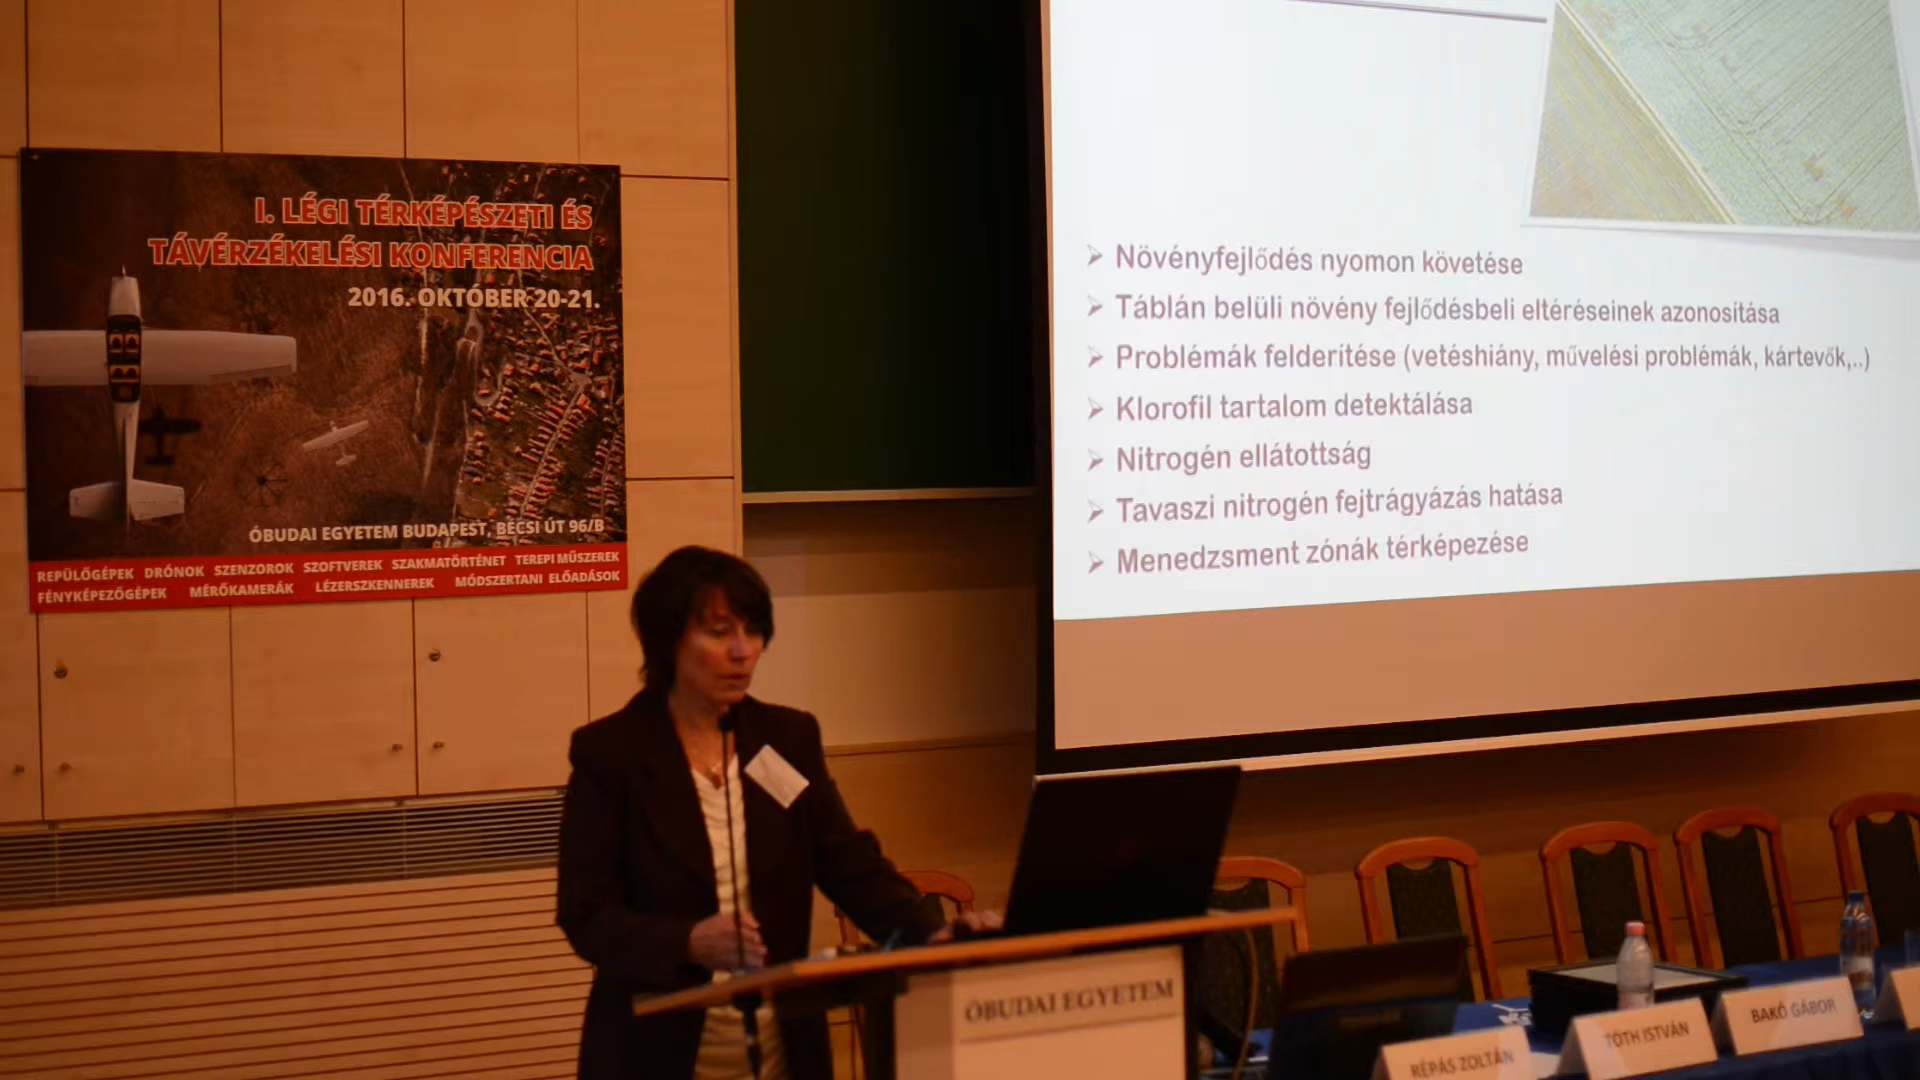 I. LÉGI TÉRKÉPÉSZETI ÉS
TÁVÉRZÉKELÉSI KONFERENCIA
2016. OKTÓBER 20-21.
ÓBUDAI EGYETEM BUDAPEST, BÉCSI ÚT 96/B
REPÜLŐGÉPEK DRÓNOK SZENZOROK SZOFTVEREK SZAKMATÖRTÉNET TEREPI MŰSZEREK
FÉNYKÉPEZŐGÉPEK MÉRŐKAMERÁK LÉZERSZKENNEREK MÓDSZERTANI ELŐADÁSOK
Növényfejlődés nyomon követése
Táblán belüli növény fejlődésbeli eltéréseinek azonosítása
Problémák felderítése (vetéshiány, művelési problémák, kártevők,..)
Klorofil tartalom detektálása
Nitrogén ellátottság
Tavaszi nitrogén fejtrágyázás hatása
Menedzsment zónák térképezése
ÓBUDAI EGYETEM
RÉPÁS ZOLTÁN
TÓTH ISTVÁN
BAKÓ GÁBOR